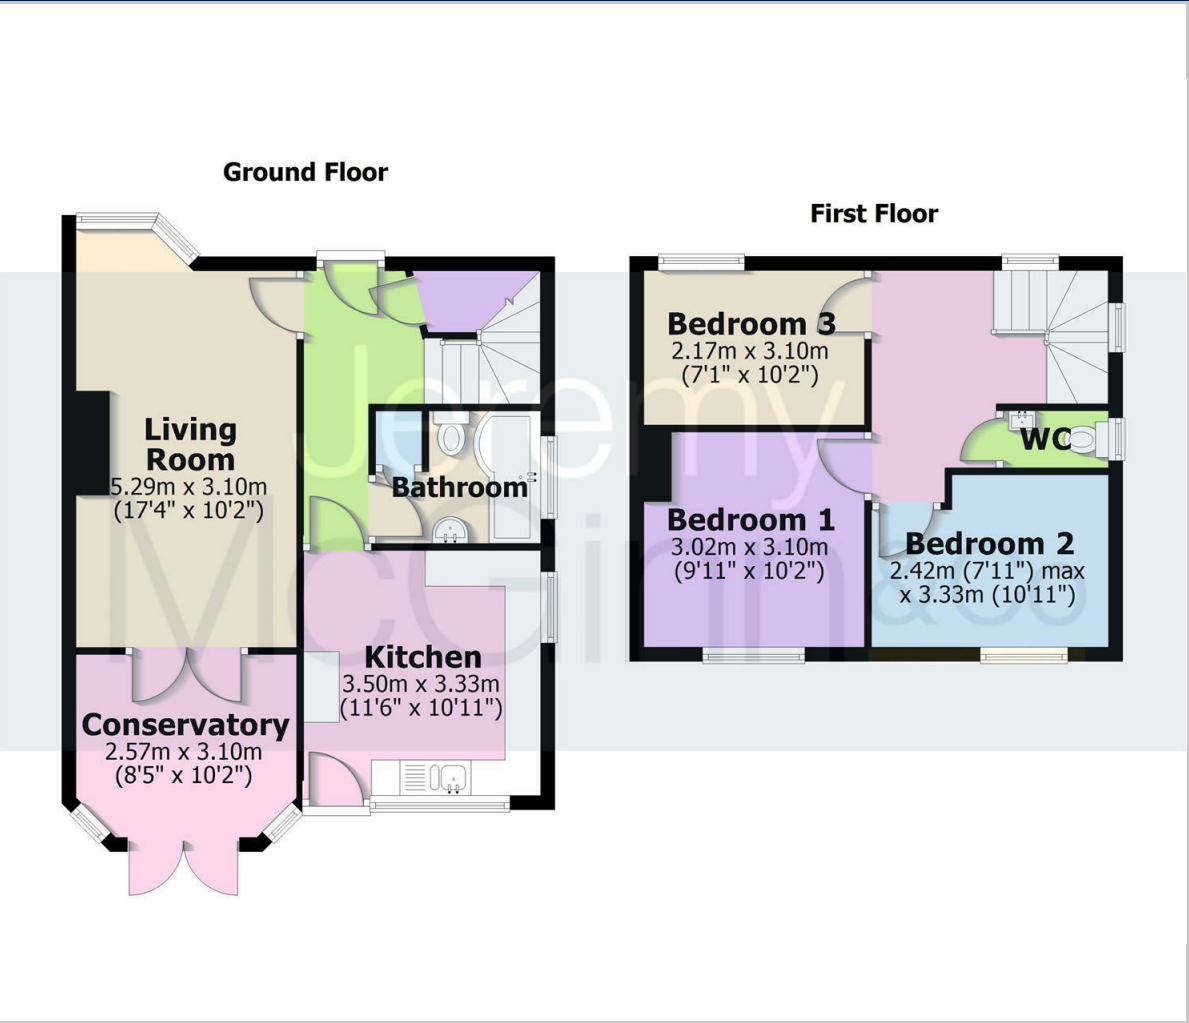 Ground Floor
First Floor
Living
Room
5.29m x 3.10m
(17'4" x 10'2")
Bathroom
Kitchen
3.50m x 3.33m
(11'6" x 10'11")
Conservatory
2.57m x 3.10m
(8'5" x 10'2")
Bedroom 3
2.17m x 3.10m
(7'1" x 10'2")
WC
Bedroom 1
3.02m x 3.10m
(9'11" x 10'2")
Bedroom 2
2.42m (7'11") max
x 3.33m (10'11")
Jeremy
McGinn & Co